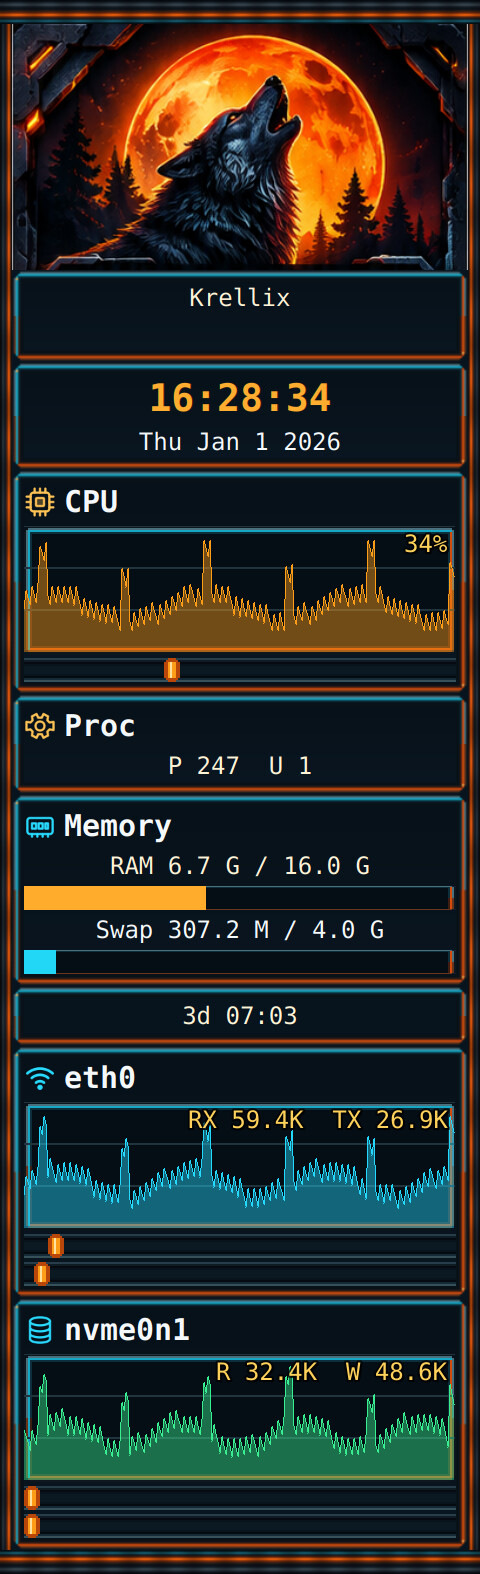 Krellix
16:28:34
Thu Jan 1 2026
CPU
34%
Proc
P 247 U 1
Memory
RAM 6.7 G / 16.0 G
Swap 307.2 M / 4.0 G
3d 07:03
eth0
RX 59.4K TX 26.9K
nvme0n1
R 32.4K W 48.6K